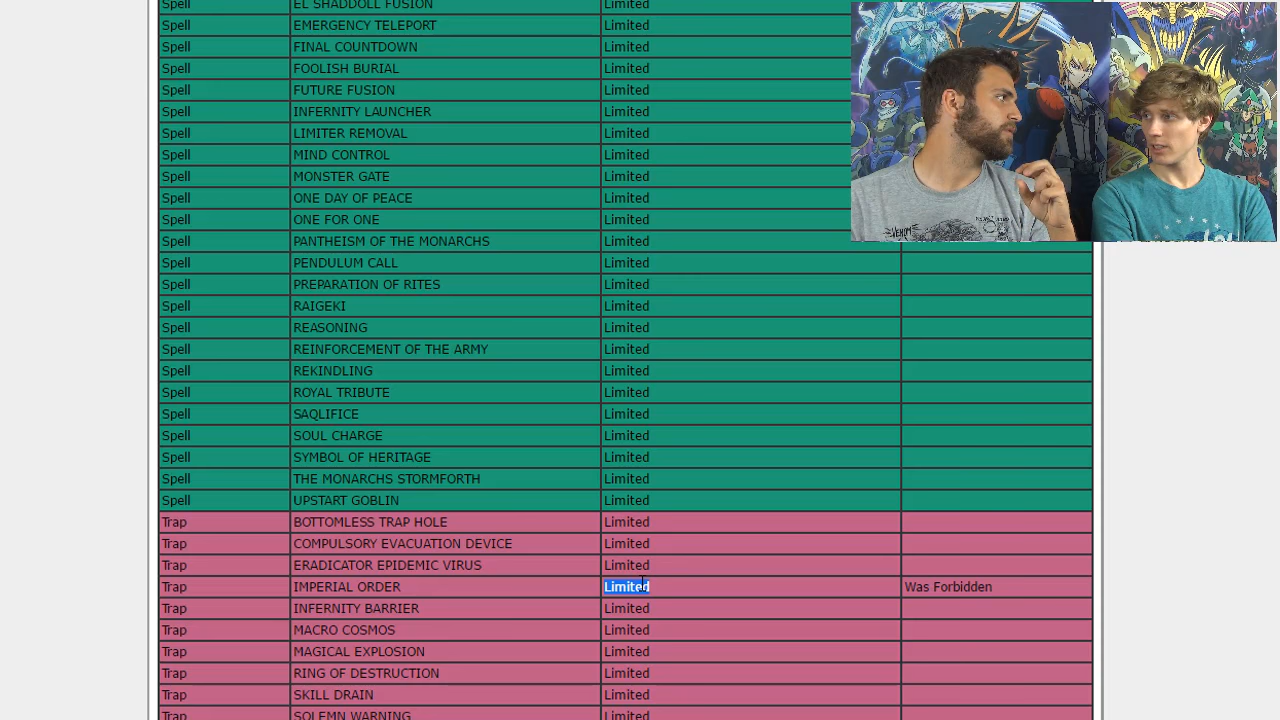 Spell EL SHADDOLL FUSION Limited
Spell EMERGENCY TELEPORT Limited
Spell FINAL COUNTDOWN Limited
Spell FOOLISH BURIAL Limited
Spell FUTURE FUSION Limited
Spell INFERNITY LAUNCHER Limited
Spell LIMITER REMOVAL Limited
Spell MIND CONTROL Limited
Spell MONSTER GATE Limited
Spell ONE DAY OF PEACE Limited
Spell ONE FOR ONE Limited
Spell PANTHEISM OF THE MONARCHS Limited
Spell PENDULUM CALL Limited
Spell PREPARATION OF RITES Limited
Spell RAIGEKI Limited
Spell REASONING Limited
Spell REINFORCEMENT OF THE ARMY Limited
Spell REKINDLING Limited
Spell ROYAL TRIBUTE Limited
Spell SAQLIFICE Limited
Spell SOUL CHARGE Limited
Spell SYMBOL OF HERITAGE Limited
Spell THE MONARCHS STORMFORTH Limited
Spell UPSTART GOBLIN Limited
Trap BOTTOMLESS TRAP HOLE Limited
Trap COMPULSORY EVACUATION DEVICE Limited
Trap ERADICATOR EPIDEMIC VIRUS Limited
Trap IMPERIAL ORDER Limited Was Forbidden
Trap INFERNITY BARRIER Limited
Trap MACRO COSMOS Limited
Trap MAGICAL EXPLOSION Limited
Trap RING OF DESTRUCTION Limited
Trap SKILL DRAIN Limited
Trap SOLEMN WARNING Limited
VENOM